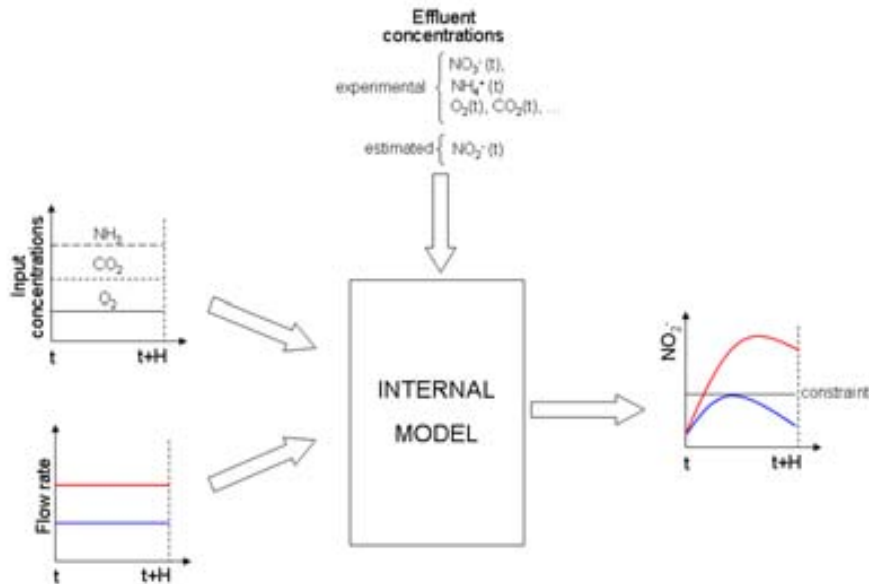 Effluent
concentrations
experimental
NO₃⁻(t),
NH₄⁺(t)
O₂(t), CO₂(t), ...
estimated { NO₂⁻(t)
Input
concentrations
NH₃
CO₂
O₂
t
t+H
INTERNAL
MODEL
NO₂⁻
constraint
t
t+H
Flow rate
t
t+H